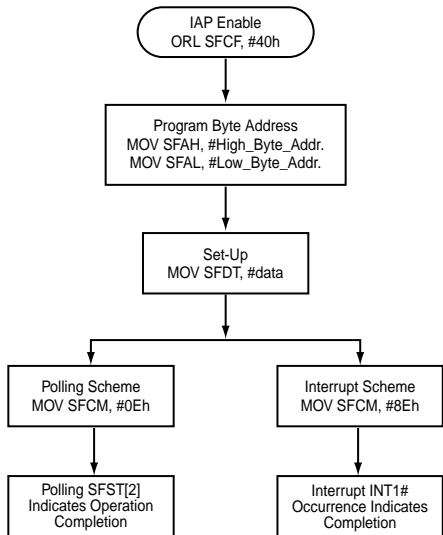 IAP Enable
ORL SFCF, #40h
Program Byte Address
MOV SFAH, #High_Byte_Addr.
MOV SFAL, #Low_Byte_Addr.
Set-Up
MOV SFDT, #data
Polling Scheme
MOV SFCM, #0Eh
Interrupt Scheme
MOV SFCM, #8Eh
Polling SFST[2]
Indicates Operation
Completion
Interrupt INT1#
Occurrence Indicates
Completion